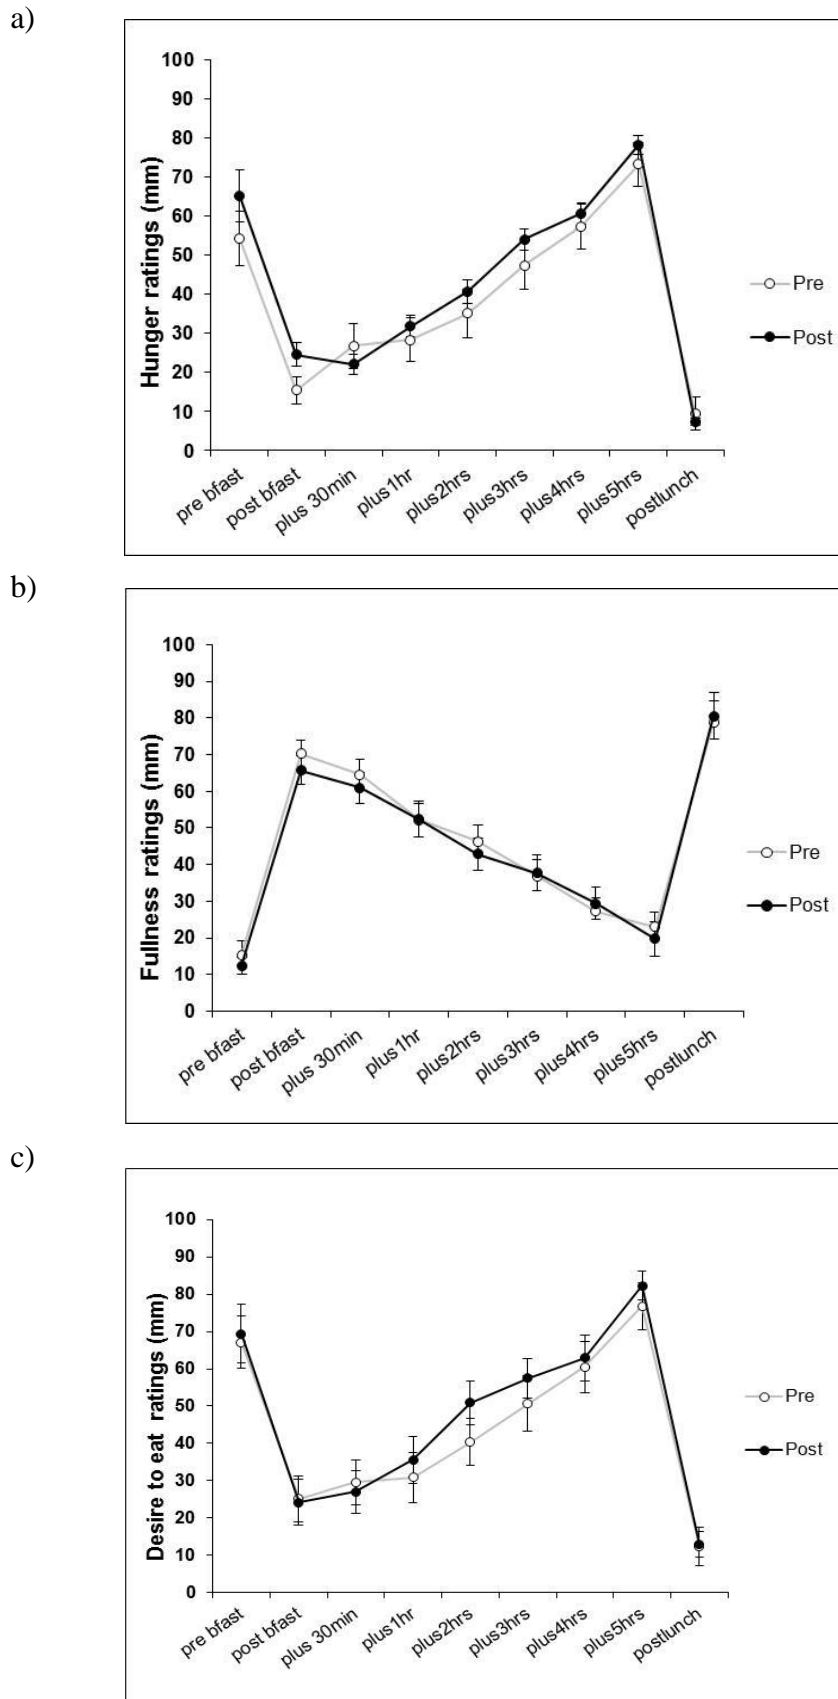 a)
Hunger ratings (mm)
100
90
80
70
60
50
40
30
20
10
0
pre bfast
post bfast
plus 30min
plus1hr
plus2hrs
plus3hrs
plus4hrs
plus5hrs
postlunch
Pre
Post
b)
Fullness ratings (mm)
100
90
80
70
60
50
40
30
20
10
0
pre bfast
post bfast
plus 30min
plus1hr
plus2hrs
plus3hrs
plus4hrs
plus5hrs
postlunch
Pre
Post
c)
Desire to eat ratings (mm)
100
90
80
70
60
50
40
30
20
10
0
pre bfast
post bfast
plus 30min
plus1hr
plus2hrs
plus3hrs
plus4hrs
plus5hrs
postlunch
Pre
Post